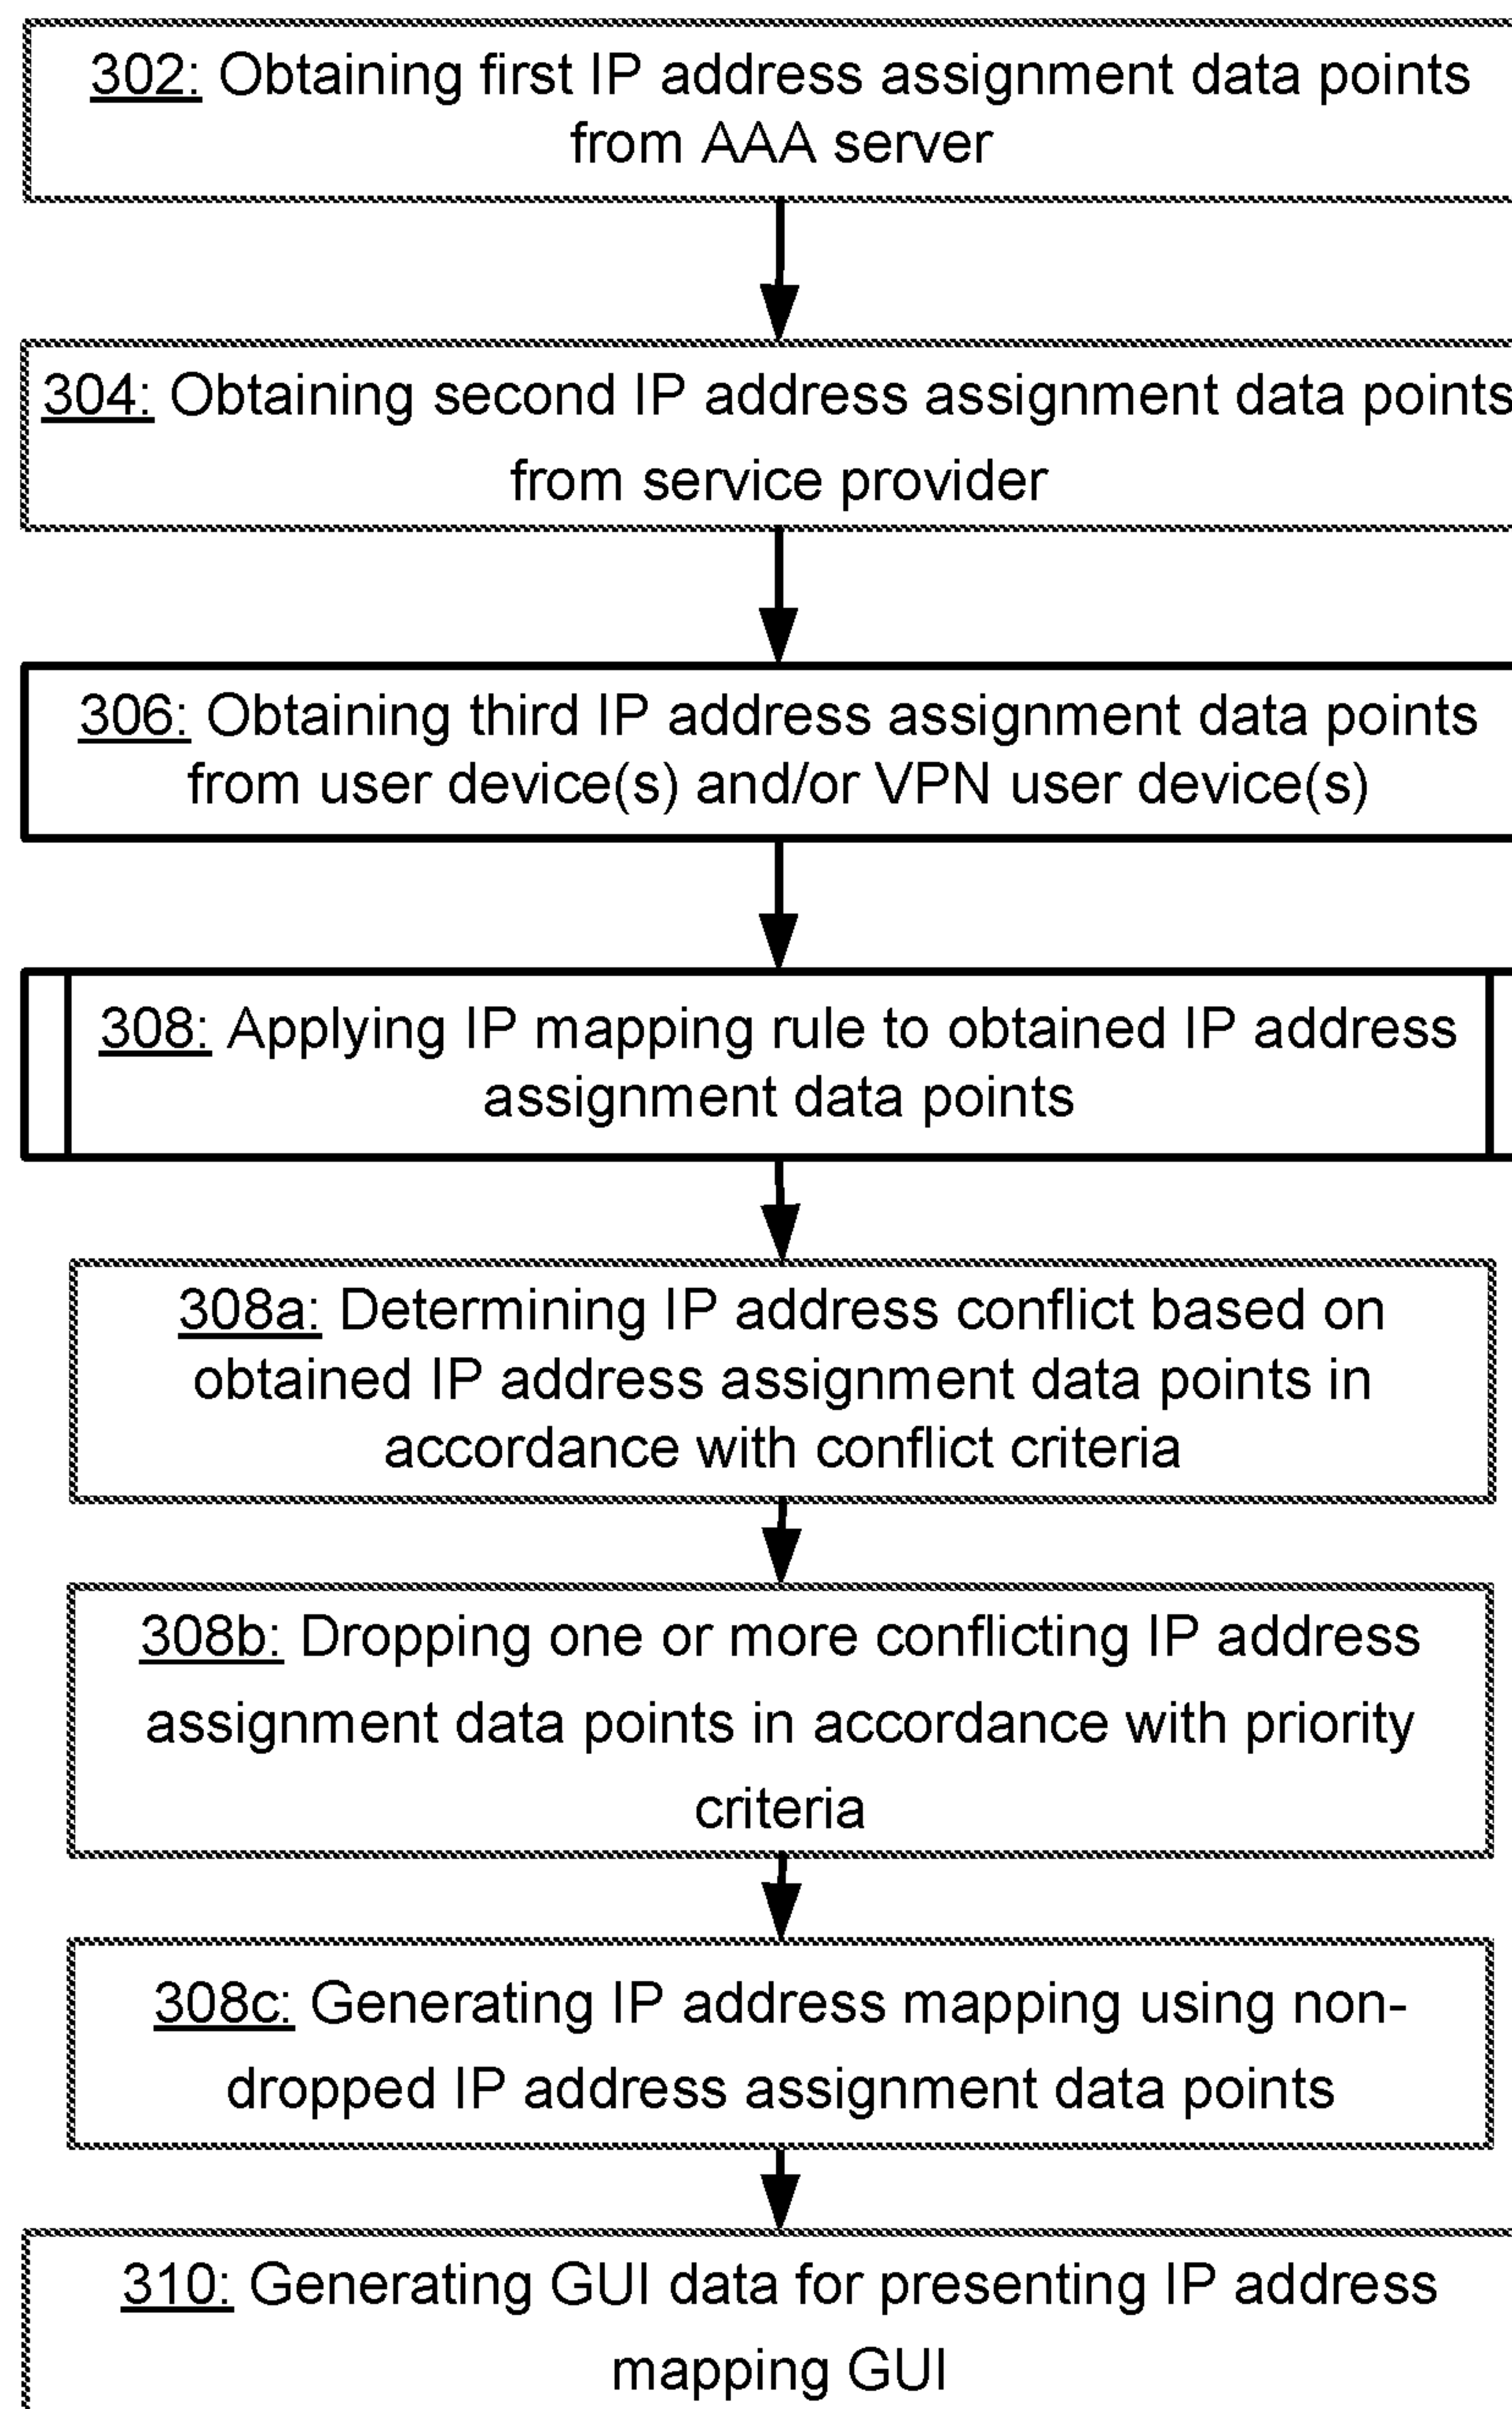 302: Obtaining first IP address assignment data points
from AAA server
304: Obtaining second IP address assignment data points
from service provider
306: Obtaining third IP address assignment data points
from user device(s) and/or VPN user device(s)
308: Applying IP mapping rule to obtained IP address
assignment data points
308a: Determining IP address conflict based on
obtained IP address assignment data points in
accordance with conflict criteria
308b: Dropping one or more conflicting IP address
assignment data points in accordance with priority
criteria
308c: Generating IP address mapping using non-
dropped IP address assignment data points
310: Generating GUI data for presenting IP address
mapping GUI